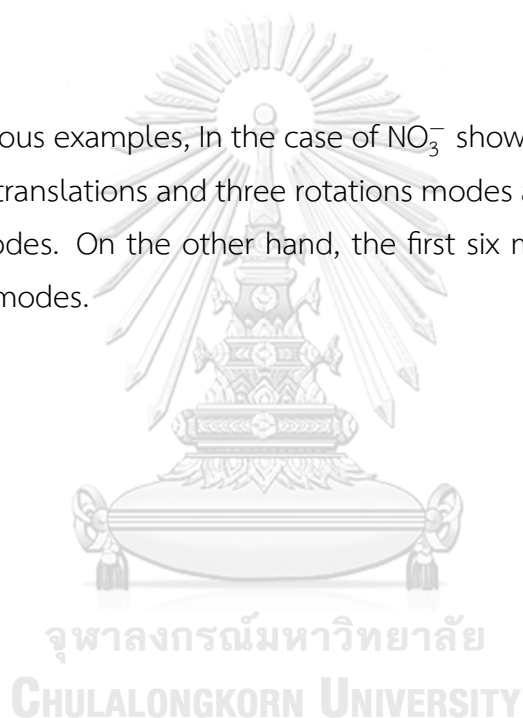 ous examples, In the case of NO₃⁻ show
translations and three rotations modes a
odes. On the other hand, the first six m
modes.
จุฬาลงกรณ์มหาวิทยาลัย
CHULALONGKORN UNIVERSITY